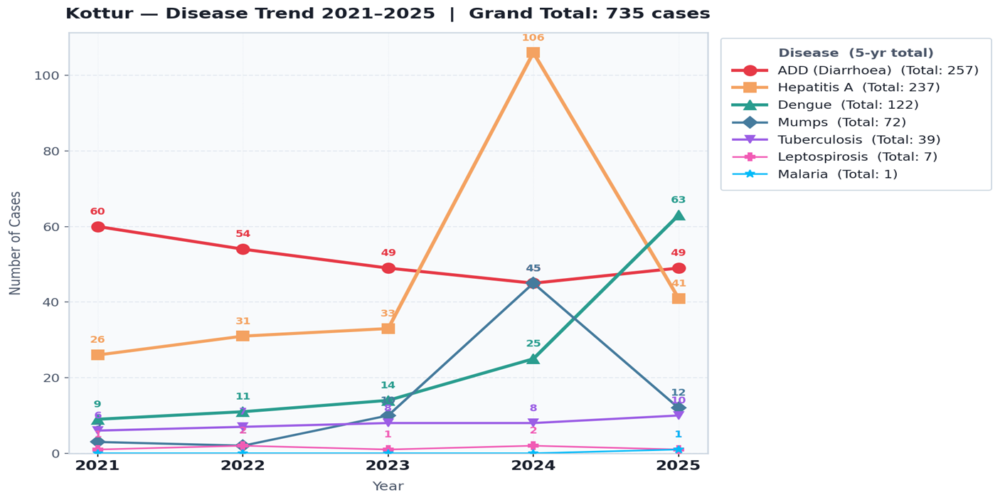 Kottur — Disease Trend 2021–2025 | Grand Total: 735 cases
Disease (5-yr total)
ADD (Diarrhoea) (Total: 257)
Hepatitis A (Total: 237)
Dengue (Total: 122)
Mumps (Total: 72)
Tuberculosis (Total: 39)
Leptospirosis (Total: 7)
Malaria (Total: 1)
Number of Cases
100
80
60
40
20
0
60 54 49 45 49
26 31 33 106 41
9 11 14 25 63
10 12
6 8 8 10
2 1 2
1
2021 2022 2023 2024 2025
Year